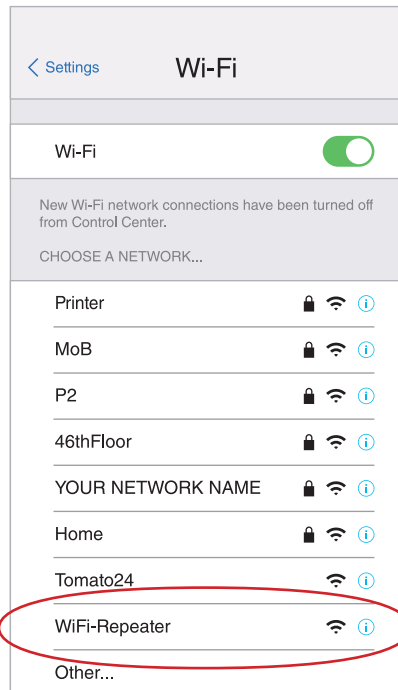 Settings Wi-Fi
Wi-Fi
New Wi-Fi network connections have been turned off
from Control Center.
CHOOSE A NETWORK...
Printer
MoB
P2
46thFloor
YOUR NETWORK NAME
Home
Tomato24
WiFi-Repeater
Other...